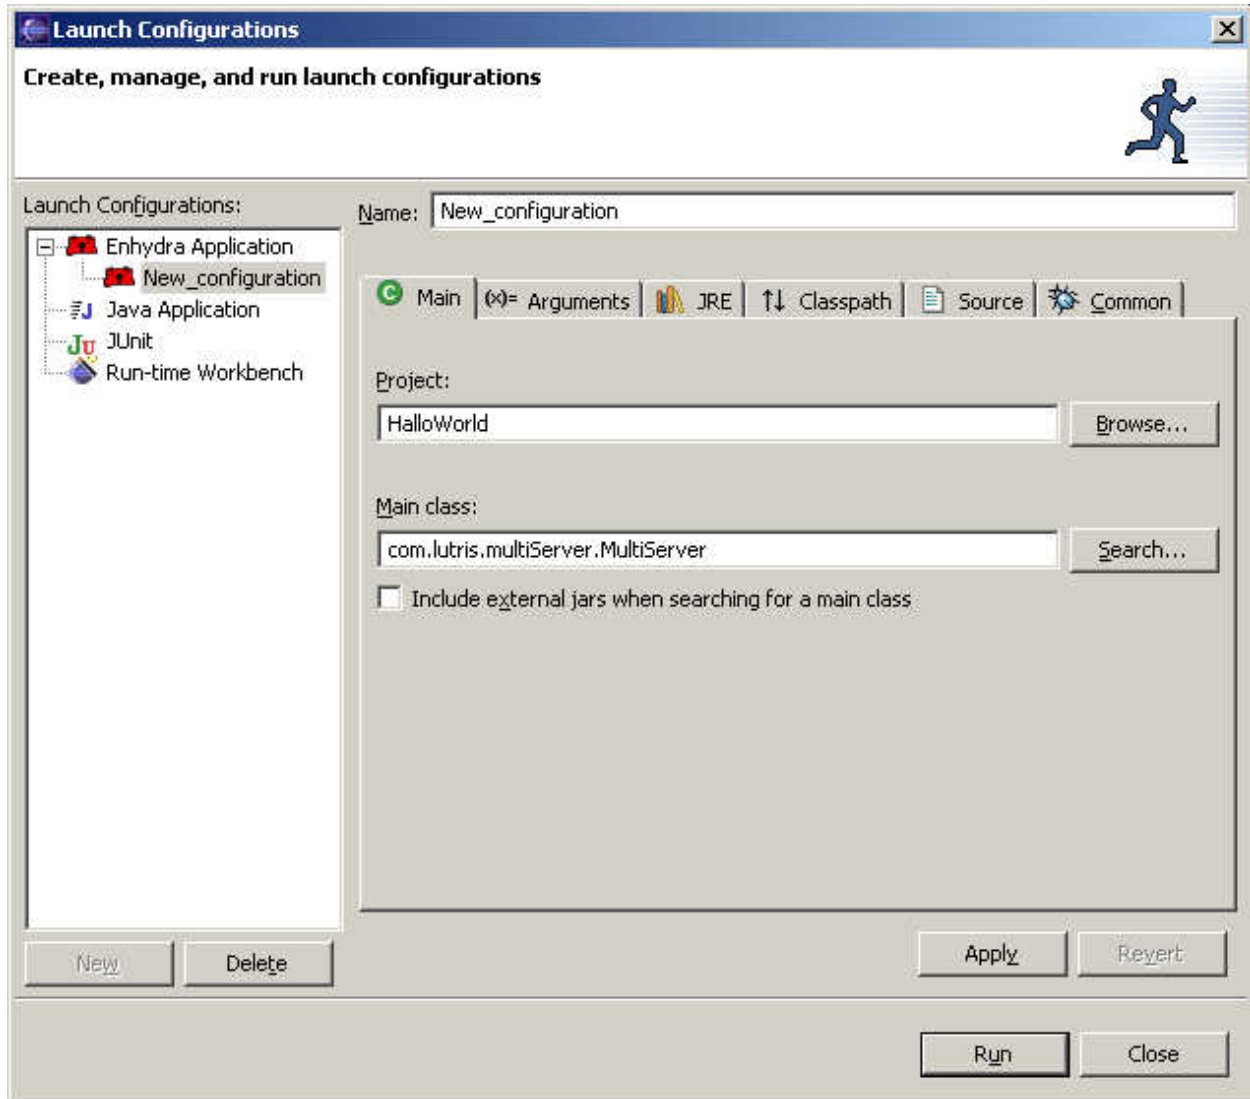 Launch Configurations
Create, manage, and run launch configurations
Launch Configurations:
Enhydra Application
New_configuration
Java Application
JUnit
Run-time Workbench
Name: New_configuration
Main (x)= Arguments JRE Classpath Source Common
Project:
HalloWorld Browse...
Main class:
com.lutris.multiServer.MultiServer Search...
Include external jars when searching for a main class
New Delete
Apply Revert
Run Close